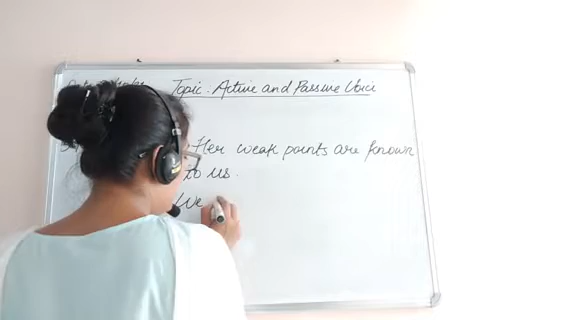 Topic: Active and Passive Voice
Her weak points are known
to us.
We